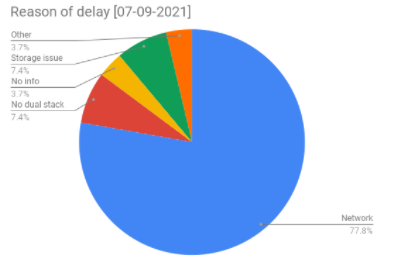 Reason of delay [07-09-2021]
Other
3.7%
Storage issue
7.4%
No info
3.7%
No dual stack
7.4%
Network
77.8%